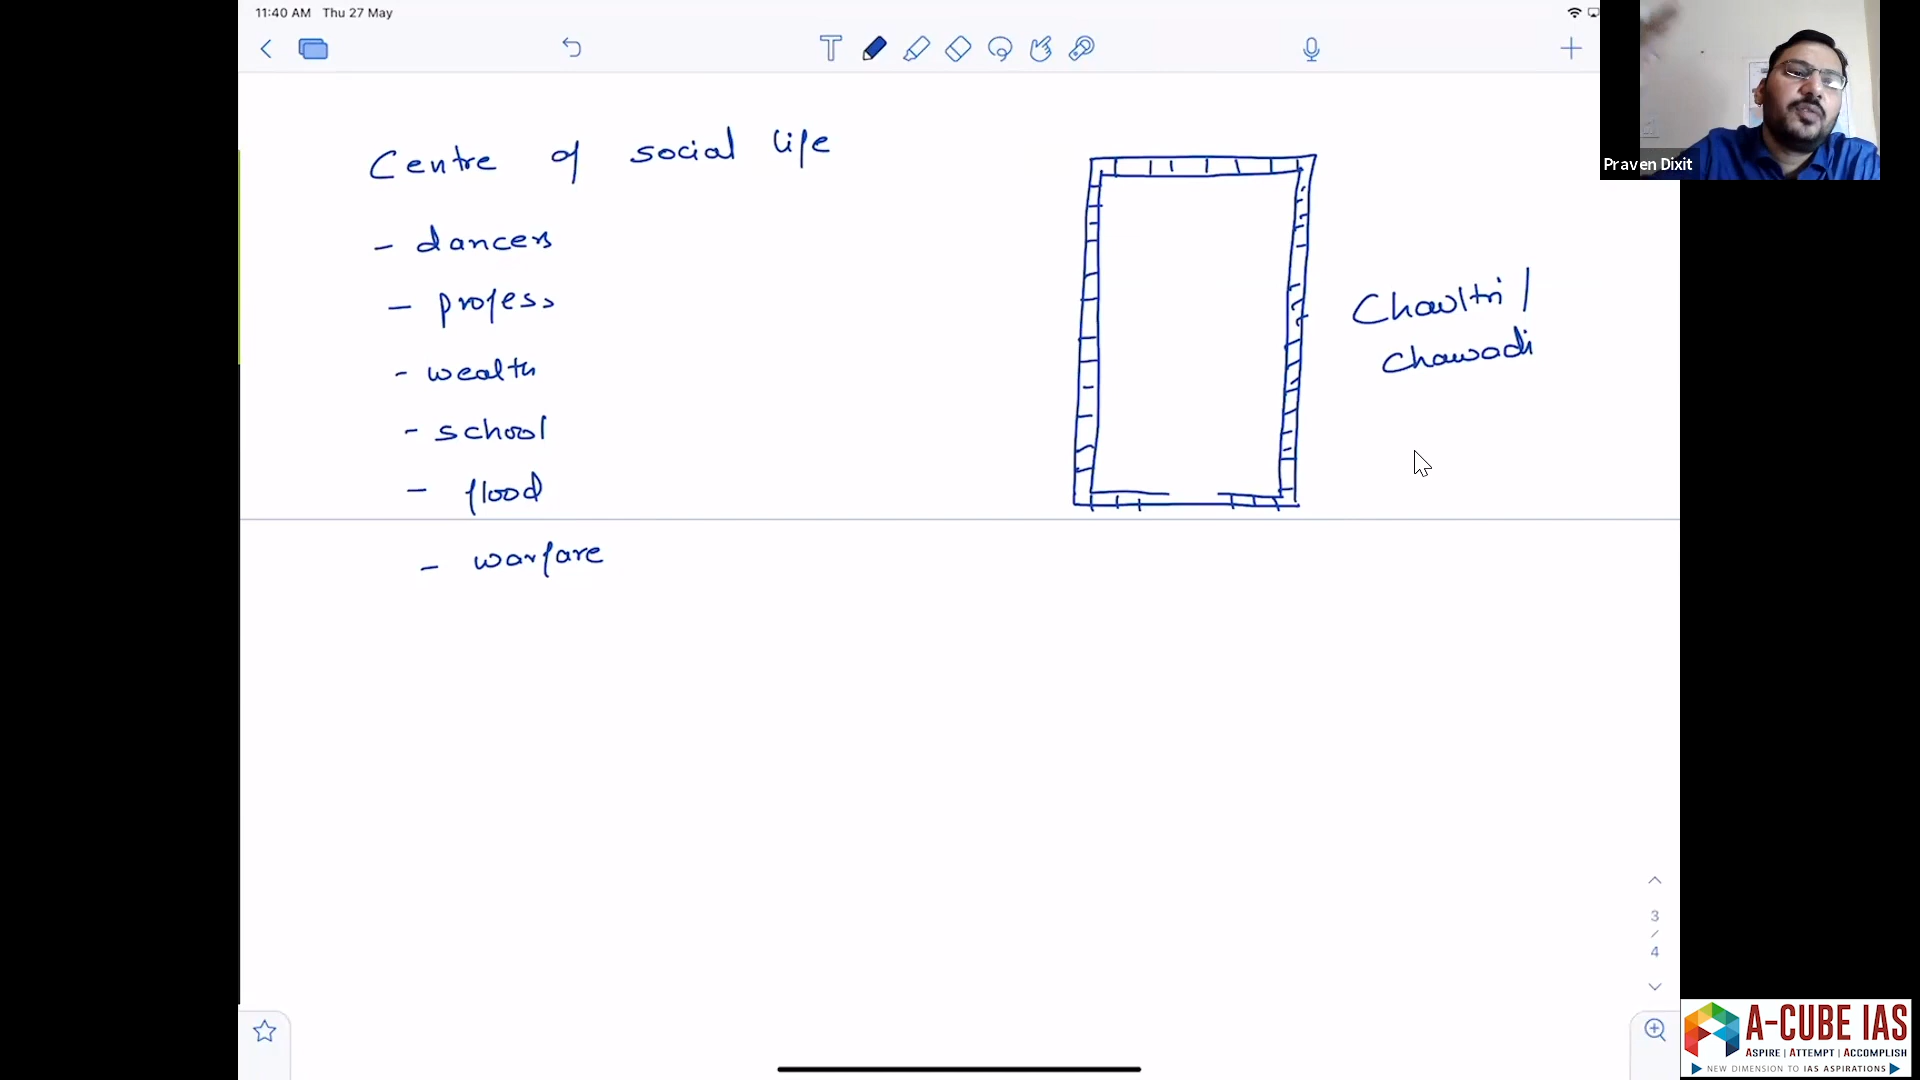 11:40 AM Thu 27 May
T
Praven Dixit
Centre of social life
- dancers
- profess
- wealth
- school
- flood
- warfare
Chawltri /
Chawadi
3
/
4
A-CUBE IAS
ASPIRE | ATTEMPT | ACCOMPLISH
NEW DIMENSION TO IAS ASPIRATIONS